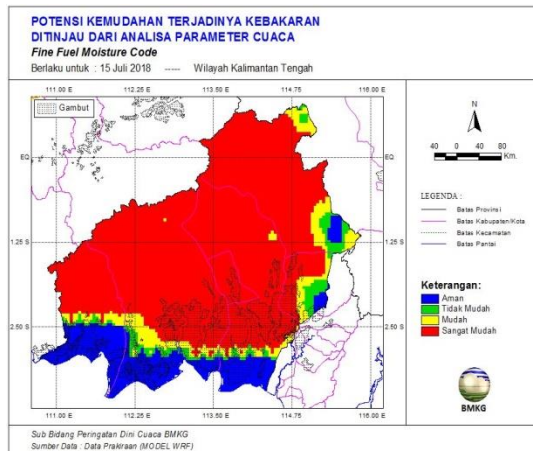 POTENSI KEMUDAHAN TERJADINYA KEBAKARAN
DITINJAU DARI ANALISA PARAMETER CUACA
Fine Fuel Moisture Code
Berlaku untuk : 15 Juli 2018 ----- Wilayah Kalimantan Tengah
111.00 E 112.25 E 113.50 E 114.75 E 116.00 E
Gambut
N
EQ EQ
40 0 40 80 Km.
LEGENDA :
Batas Provinsi
Batas Kabupaten/Kota
Batas Kecamatan
Batas Pantai
1.25 S 1.25 S
Keterangan:
Aman
Tidak Mudah
Mudah
Sangat Mudah
2.50 S 2.50 S
BMKG
111.00 E 112.25 E 113.50 E 114.75 E 116.00 E
Sub Bidang Peringatan Dini Cuaca BMKG
Sumber Data : Data Prakiraan (MODEL WRF)